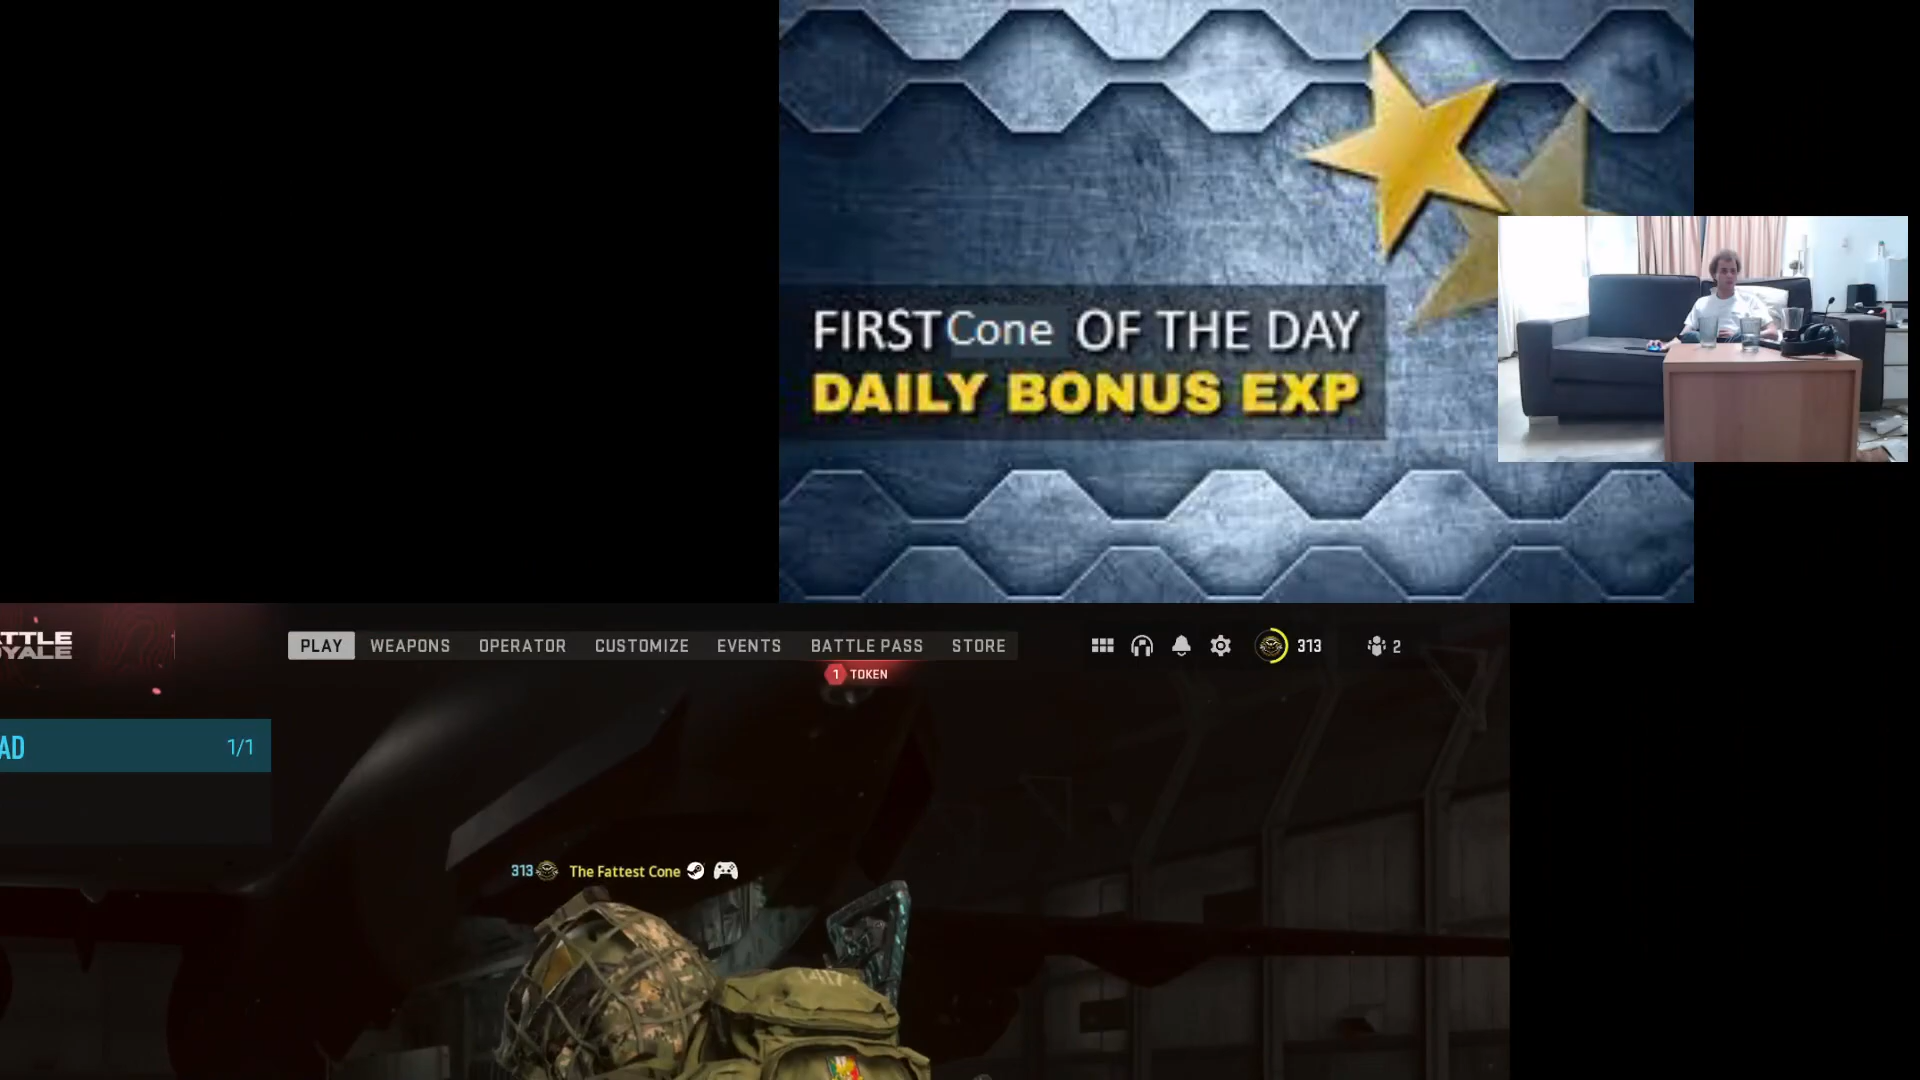 FIRST Cone OF THE DAY
DAILY BONUS EXP
PLAY WEAPONS OPERATOR CUSTOMIZE EVENTS BATTLE PASS STORE 313 2
1 TOKEN
TTLE
YALE
AD 1/1
313 The Fattest Cone